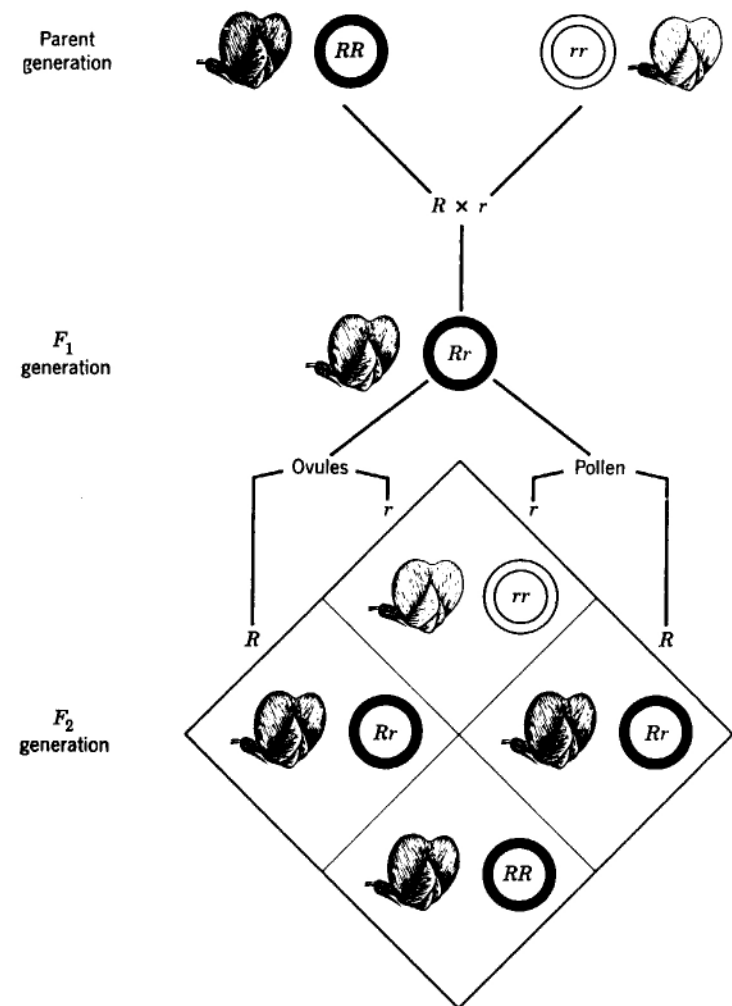 Parent
generation
RR
rr
R × r
F₁
generation
Rr
Ovules
Pollen
r
r
rr
R
R
F₂
generation
Rr
Rr
RR